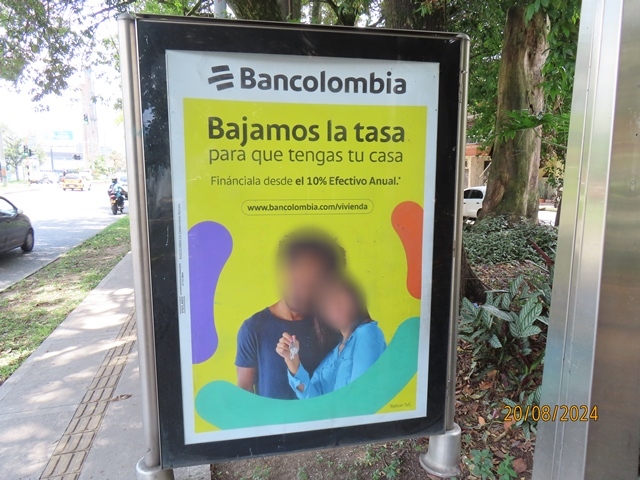 Bancolombia
Bajamos la tasa
para que tengas tu casa
Finánciala desde el 10% Efectivo Anual.*
www.bancolombia.com/vivienda
20/08/2024